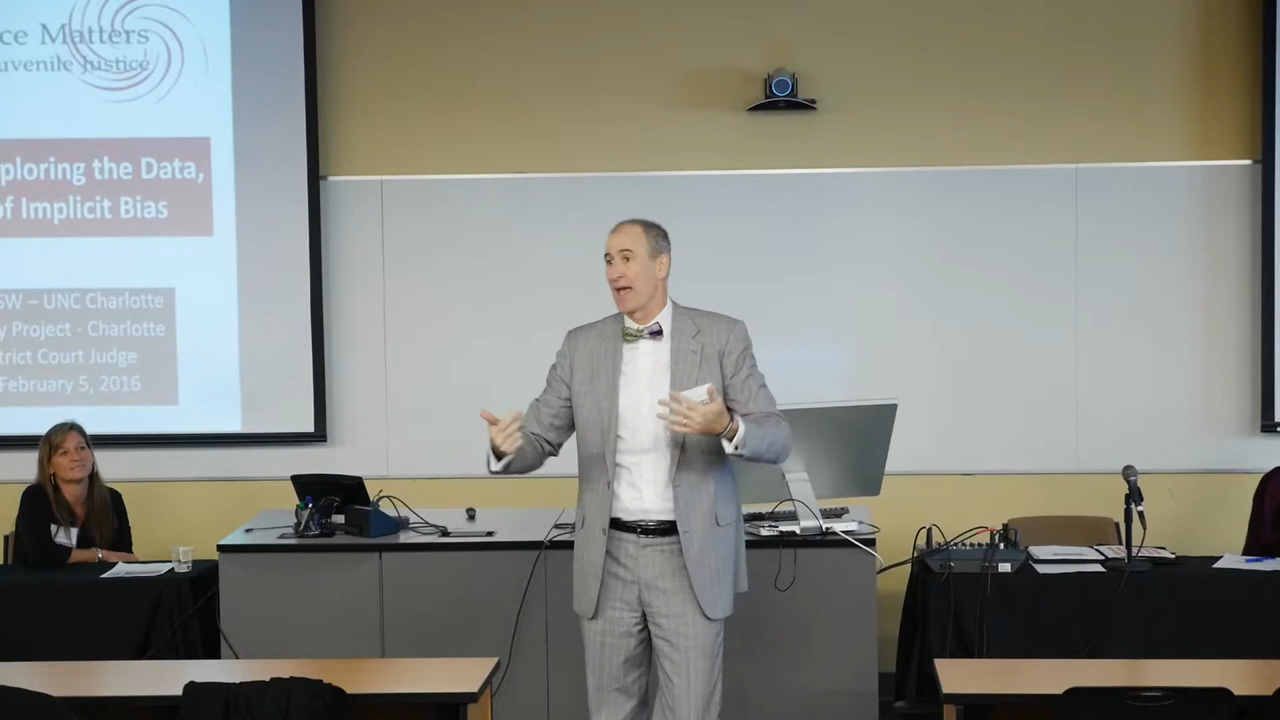 ce Matters
uvenile Justice
ploring the Data,
of Implicit Bias
SW – UNC Charlotte
y Project - Charlotte
trict Court Judge
February 5, 2016